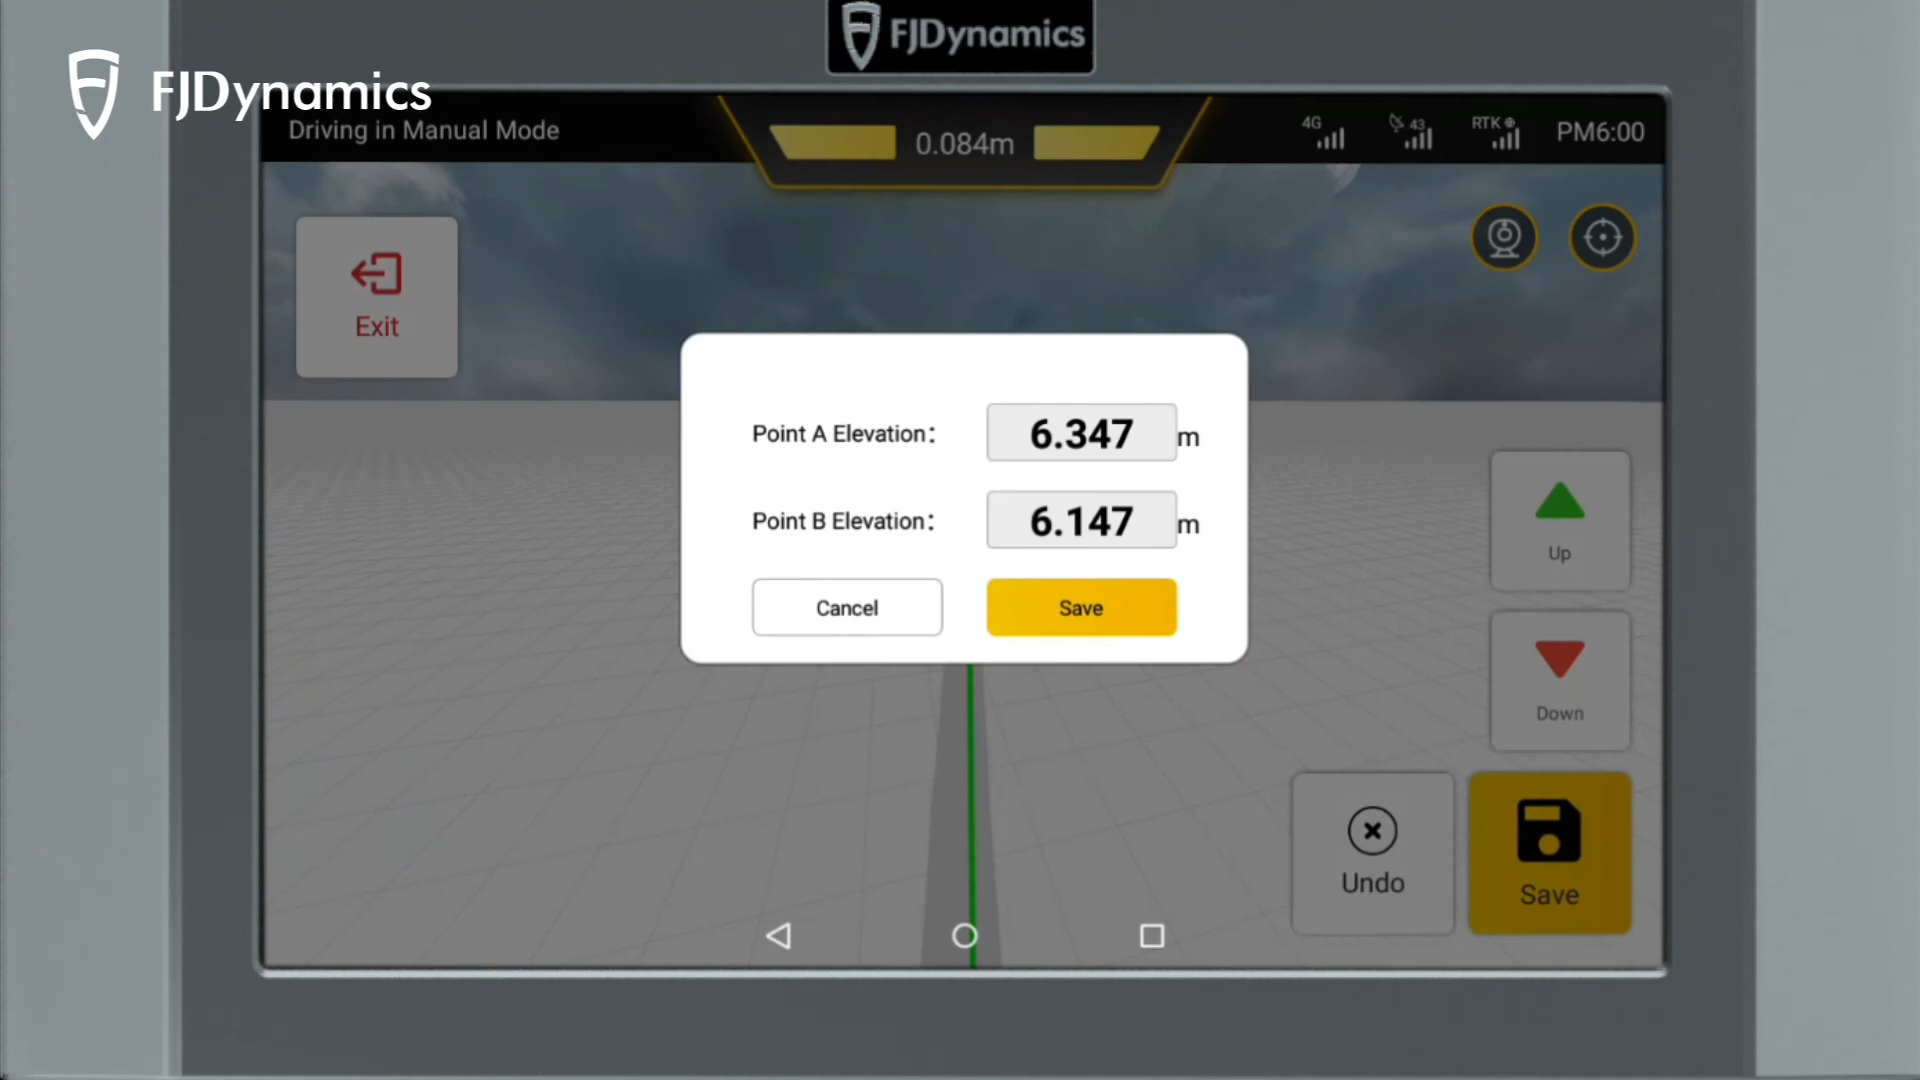 FJDynamics
FJDynamics
Driving in Manual Mode
0.084m
4G
43
RTK
PM6:00
Exit
Point A Elevation:
6.347 m
Point B Elevation:
6.147 m
Cancel
Save
Up
Down
Undo
Save